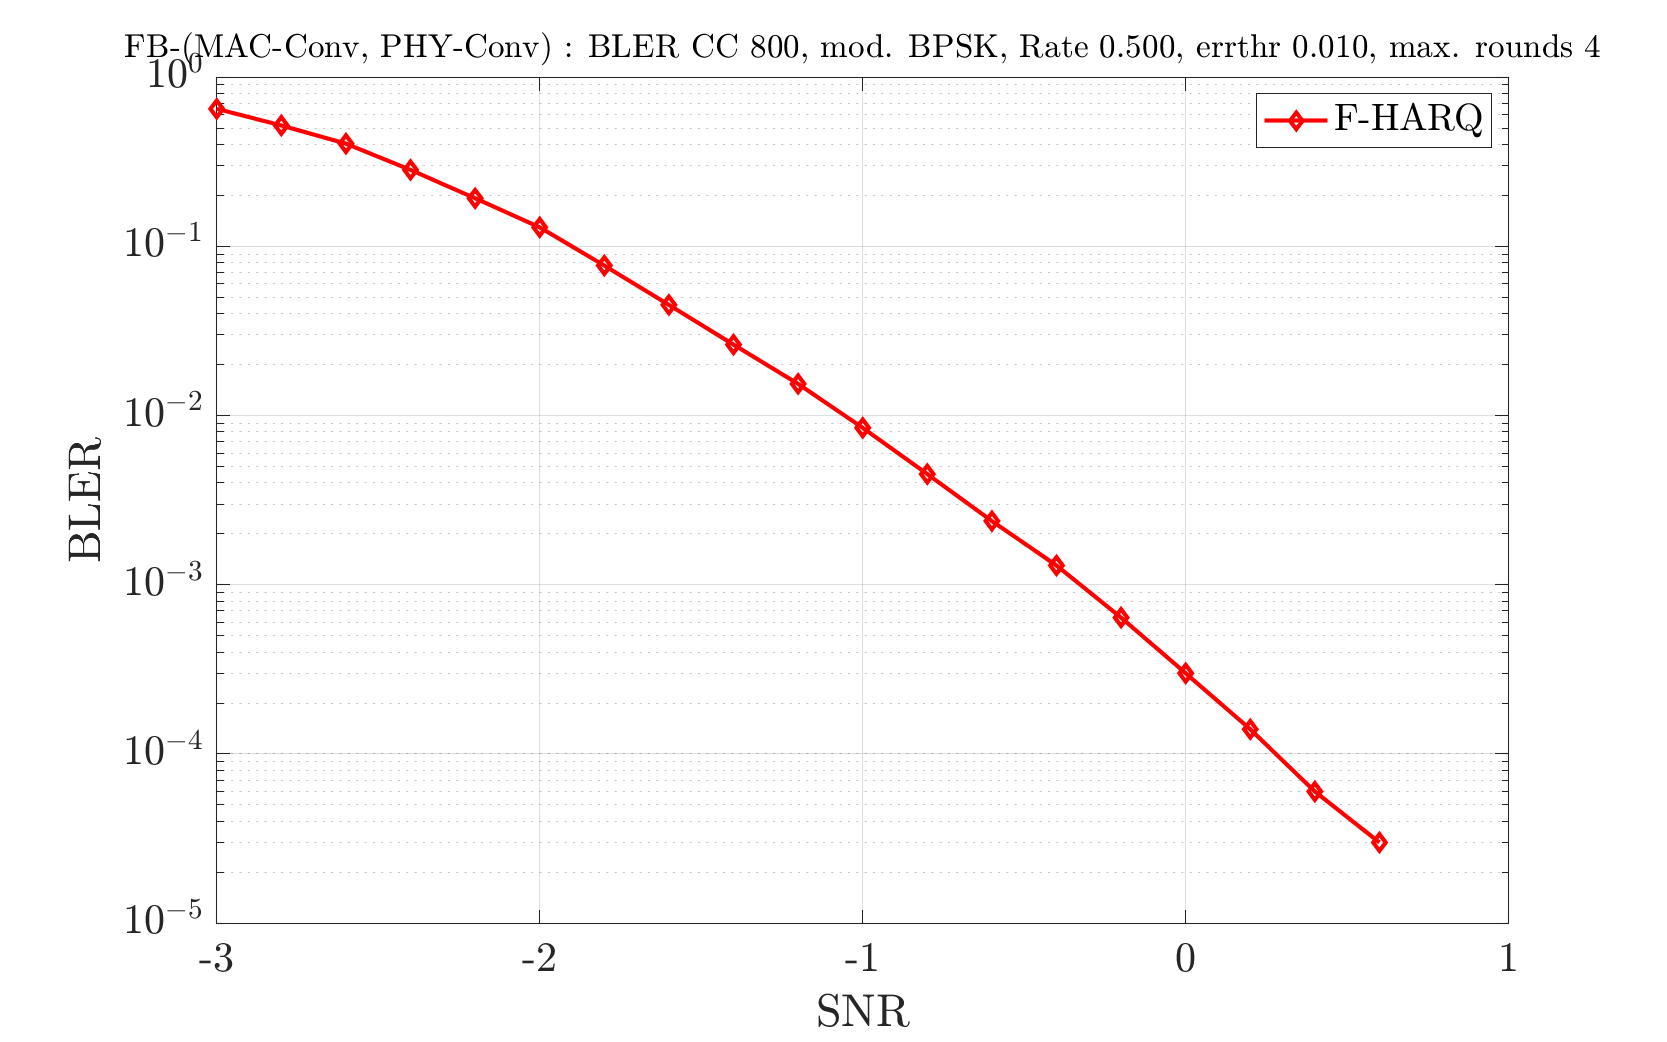 FB-(MAC-Conv, PHY-Conv) : BLER CC 800, mod. BPSK, Rate 0.500, errthr 0.010, max. rounds 4
10^0
F-HARQ
10^−1
10^−2
BLER
10^−3
10^−4
10^−5
-3 -2 -1 0 1
SNR